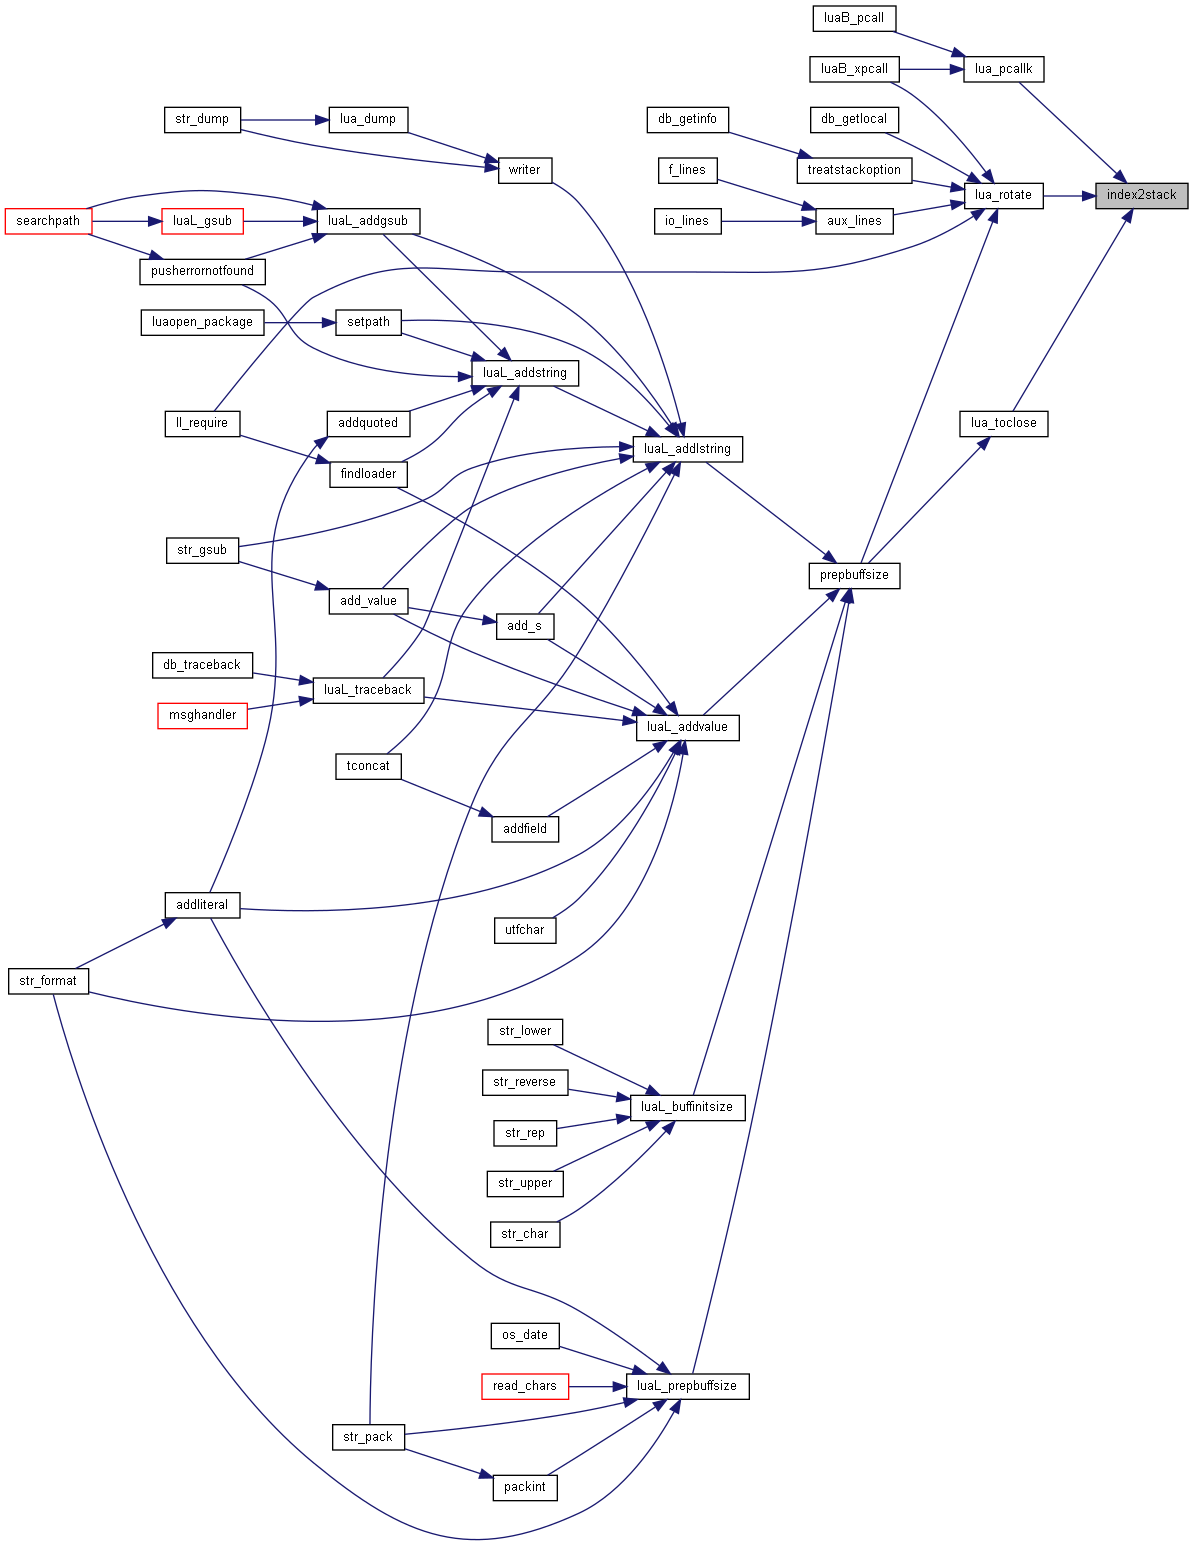 luaB_pcall
luaB_xpcall
lua_pcallk
str_dump
lua_dump
db_getinfo
db_getlocal
writer
f_lines
treatstackoption
lua_rotate
index2stack
searchpath
luaL_gsub
luaL_addgsub
io_lines
aux_lines
pusherrornotfound
luaopen_package
setpath
luaL_addstring
ll_require
addquoted
lua_toclose
luaL_addlstring
findloader
str_gsub
prepbuffsize
add_value
add_s
db_traceback
luaL_traceback
msghandler
luaL_addvalue
tconcat
addfield
addliteral
utfchar
str_format
str_lower
str_reverse
luaL_buffinitsize
str_rep
str_upper
str_char
os_date
read_chars
luaL_prepbuffsize
str_pack
packint